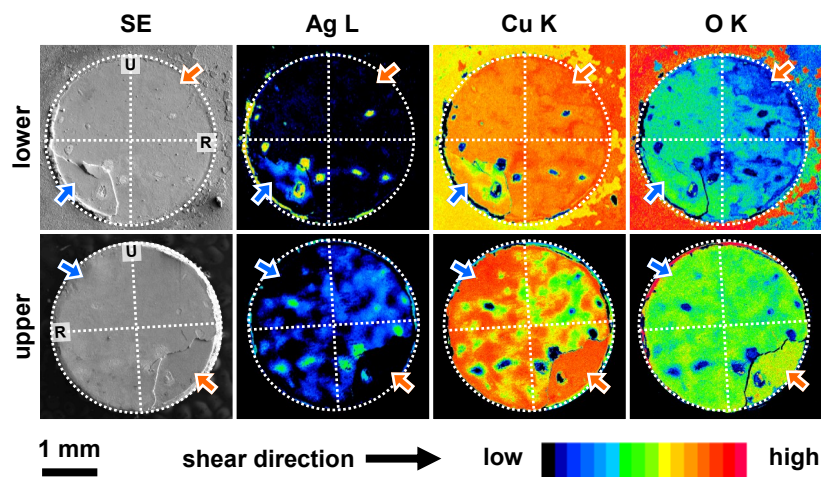 SE Ag L Cu K O K
lower
U
R
upper
U
R
1 mm shear direction low high